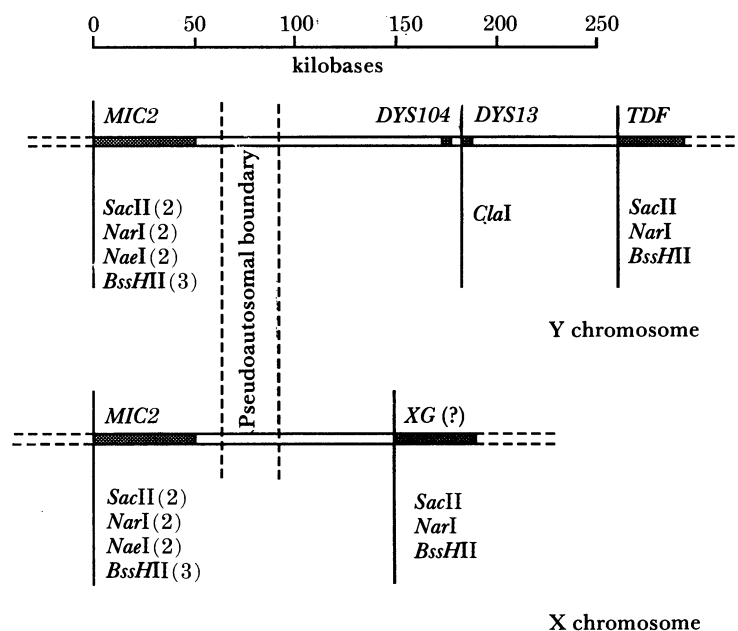 0 50 100 150 200 250
kilobases
MIC2 DYS104 DYS13 TDF
SacII (2)
NarI (2)
NaeI (2)
BssHII (3)
ClaI
SacII
NarI
BssHII
Pseudoautosomal boundary
Y chromosome
MIC2 XG (?)
SacII (2)
NarI (2)
NaeI (2)
BssHII (3)
SacII
NarI
BssHII
X chromosome